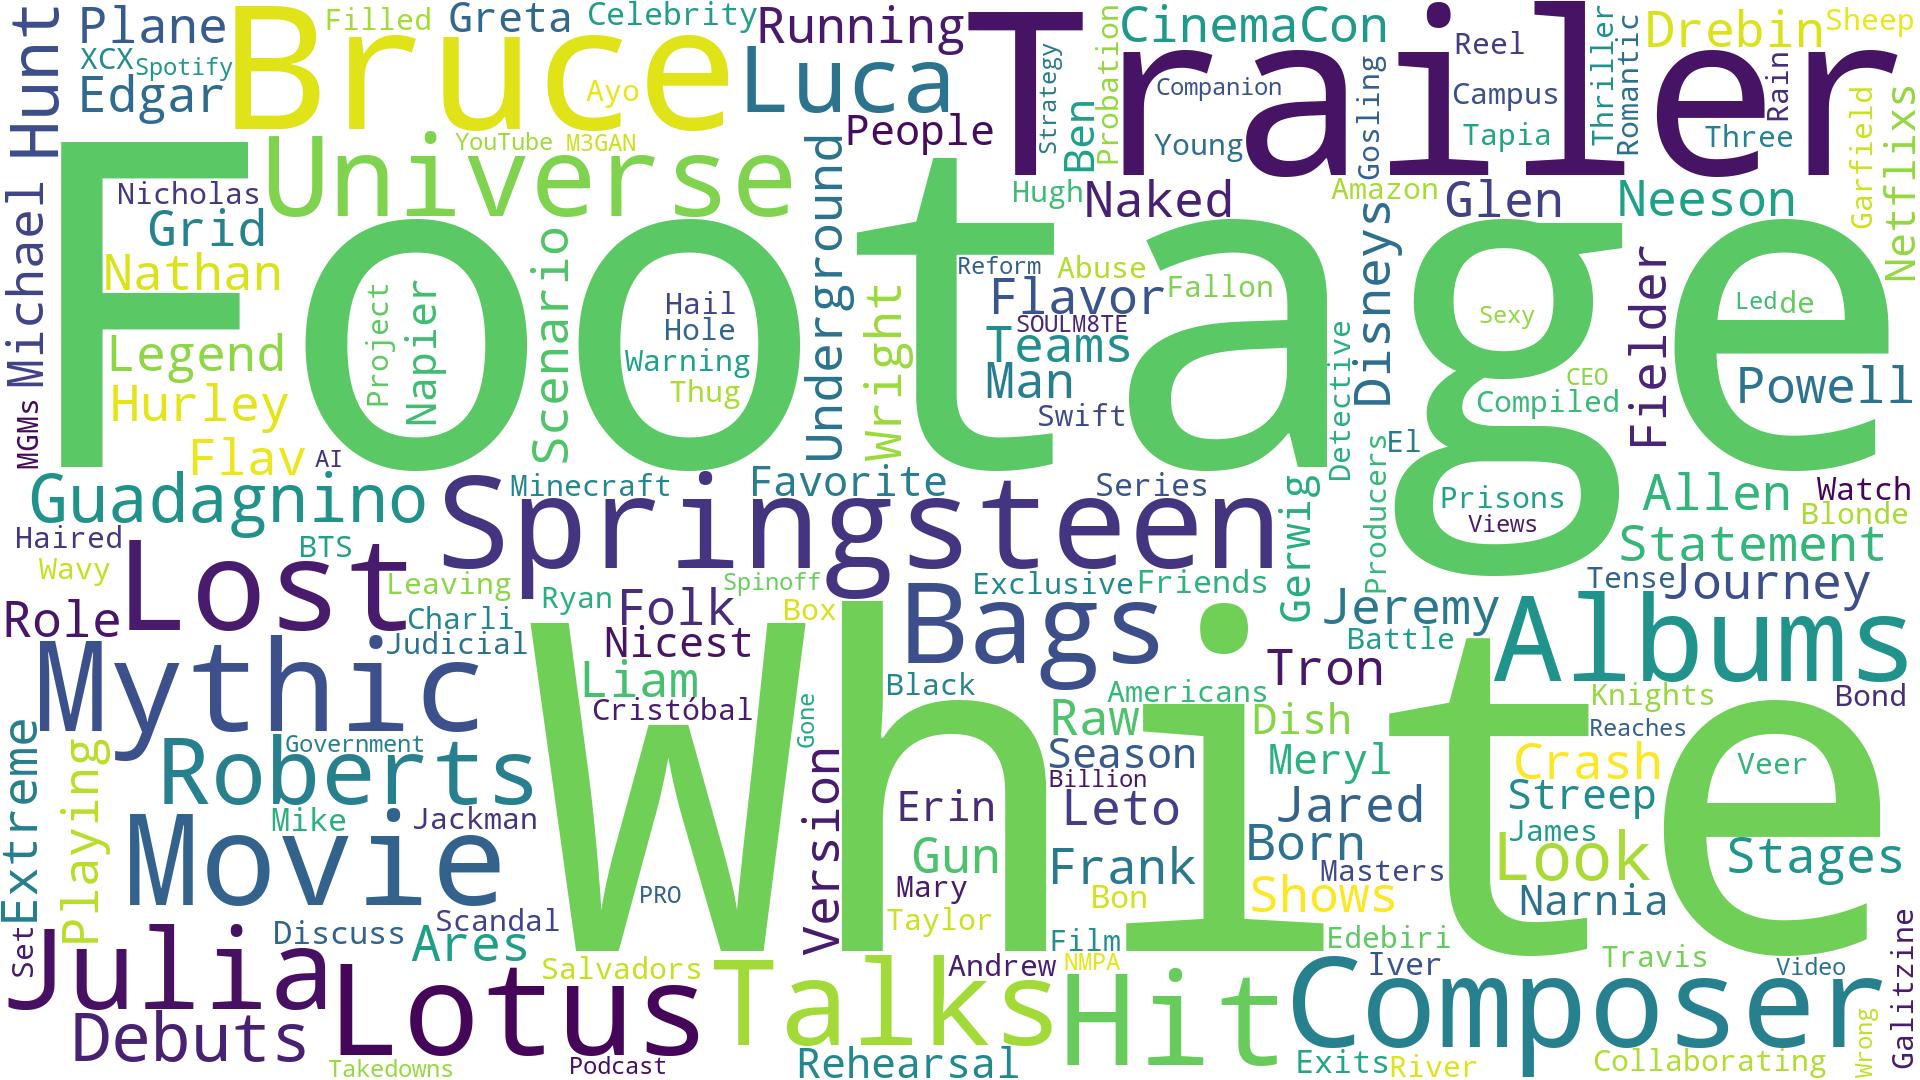 Plane
Filled
Greta
Celebrity
Running
CinemaCon
Reel
Drebin
Sheep
XCX
Spotify
Edgar
Bruce
Ayo
Luca
Trailer
Companion
Campus
Thriller
Romantic
Rain
Hunt
YouTube
M3GAN
People
Strategy
Ben
Probation
Young
Gosling
Tapia
Three
Garfield
Netflixs
Michael
Nicholas
Universe
Underground
Hugh
Naked
Amazon
Glen
Neeson
Grid
Nathan
Footage
Scenario
Reform
Abuse
Flavor
Fallon
Disneys
Fielder
Led
de
Project
Napier
Hail
Hole
Warning
Thug
Wright
SOULM8TE
Teams
Man
Swift
Detective
Sexy
CEO
Compiled
Powell
Legend
Hurley
MGMs
Flav
AI
El
Producers
Guadagnino
Springsteen
Minecraft
Favorite
Series
Gerwig
Prisons
Views
Allen
Watch
Blonde
Haired
Wavy
BTS
Lost
Statement
Leaving
Ryan
Spinoff
Exclusive
Friends
Tense
Journey
Role
Charli
Judicial
Folk
Box
Nicest
Bags
Jeremy
Battle
Albums
Mythic
Liam
Cristóbal
White
Black
Americans
Tron
Knights
Bond
Extreme
Playing
Government
Roberts
Gone
Raw
Dish
Reaches
Season
Meryl
Crash
Veer
Billion
Mike
Jackman
Version
Erin
Leto
Jared
Streep
James
Movie
Gun
Born
Look
Stages
Frank
Masters
PRO
Mary
Bon
Shows
Narnia
Scandal
Taylor
Set
Discuss
Ares
Film
Edebiri
Galitzine
Julia
Salvadors
Andrew
NMPA
Iver
Travis
Video
Lotus
Talks
Hit
Composer
Debuts
Takedowns
Podcast
Rehearsal
Exits
River
Collaborating
Wrong